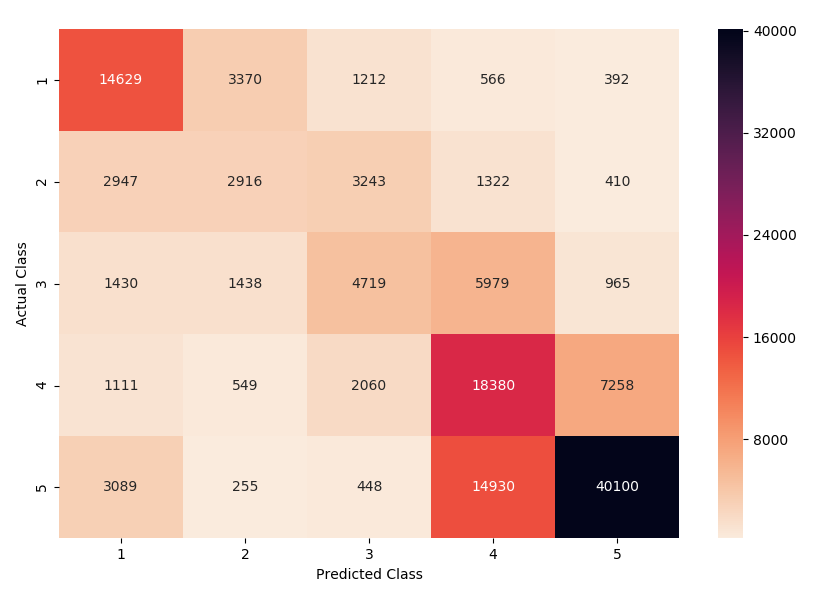 1 14629 3370 1212 566 392
2 2947 2916 3243 1322 410
3 1430 1438 4719 5979 965
4 1111 549 2060 18380 7258
5 3089 255 448 14930 40100
1 2 3 4 5
Predicted Class
Actual Class
40000
32000
24000
16000
8000